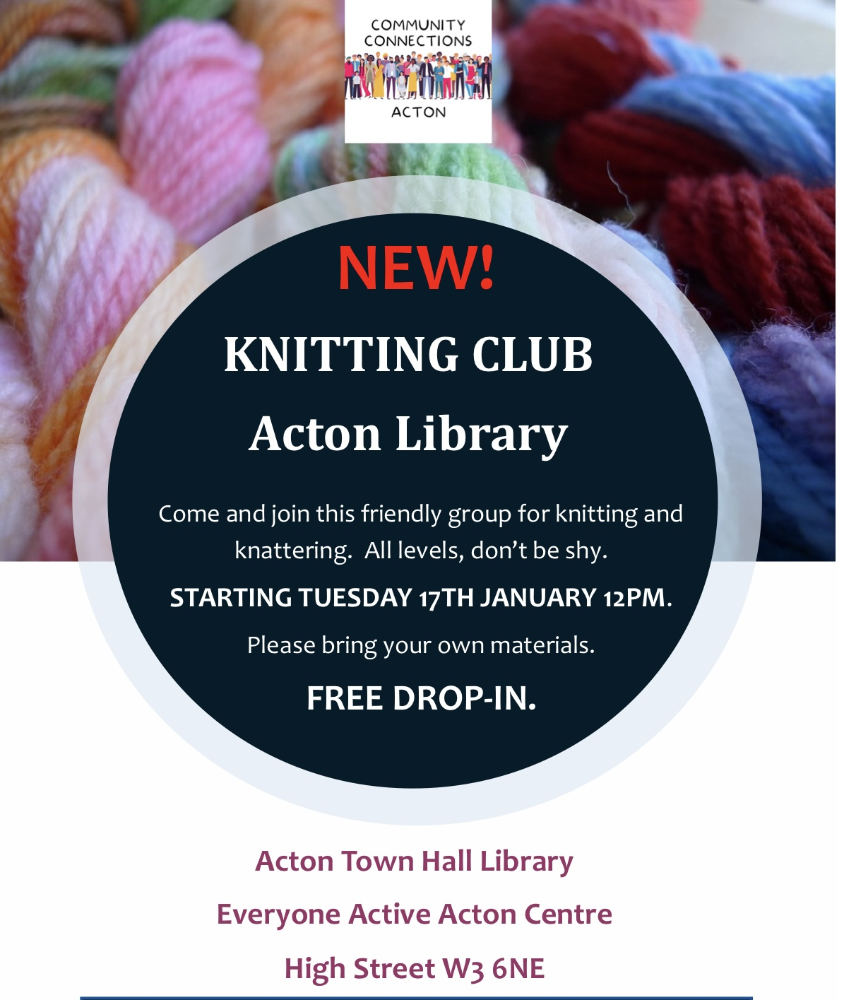 COMMUNITY
CONNECTIONS
ACTON
NEW!
KNITTING CLUB
Acton Library
Come and join this friendly group for knitting and
knattering.  All levels, don’t be shy.
STARTING TUESDAY 17TH JANUARY 12PM.
Please bring your own materials.
FREE DROP-IN.
Acton Town Hall Library
Everyone Active Acton Centre
High Street W3 6NE